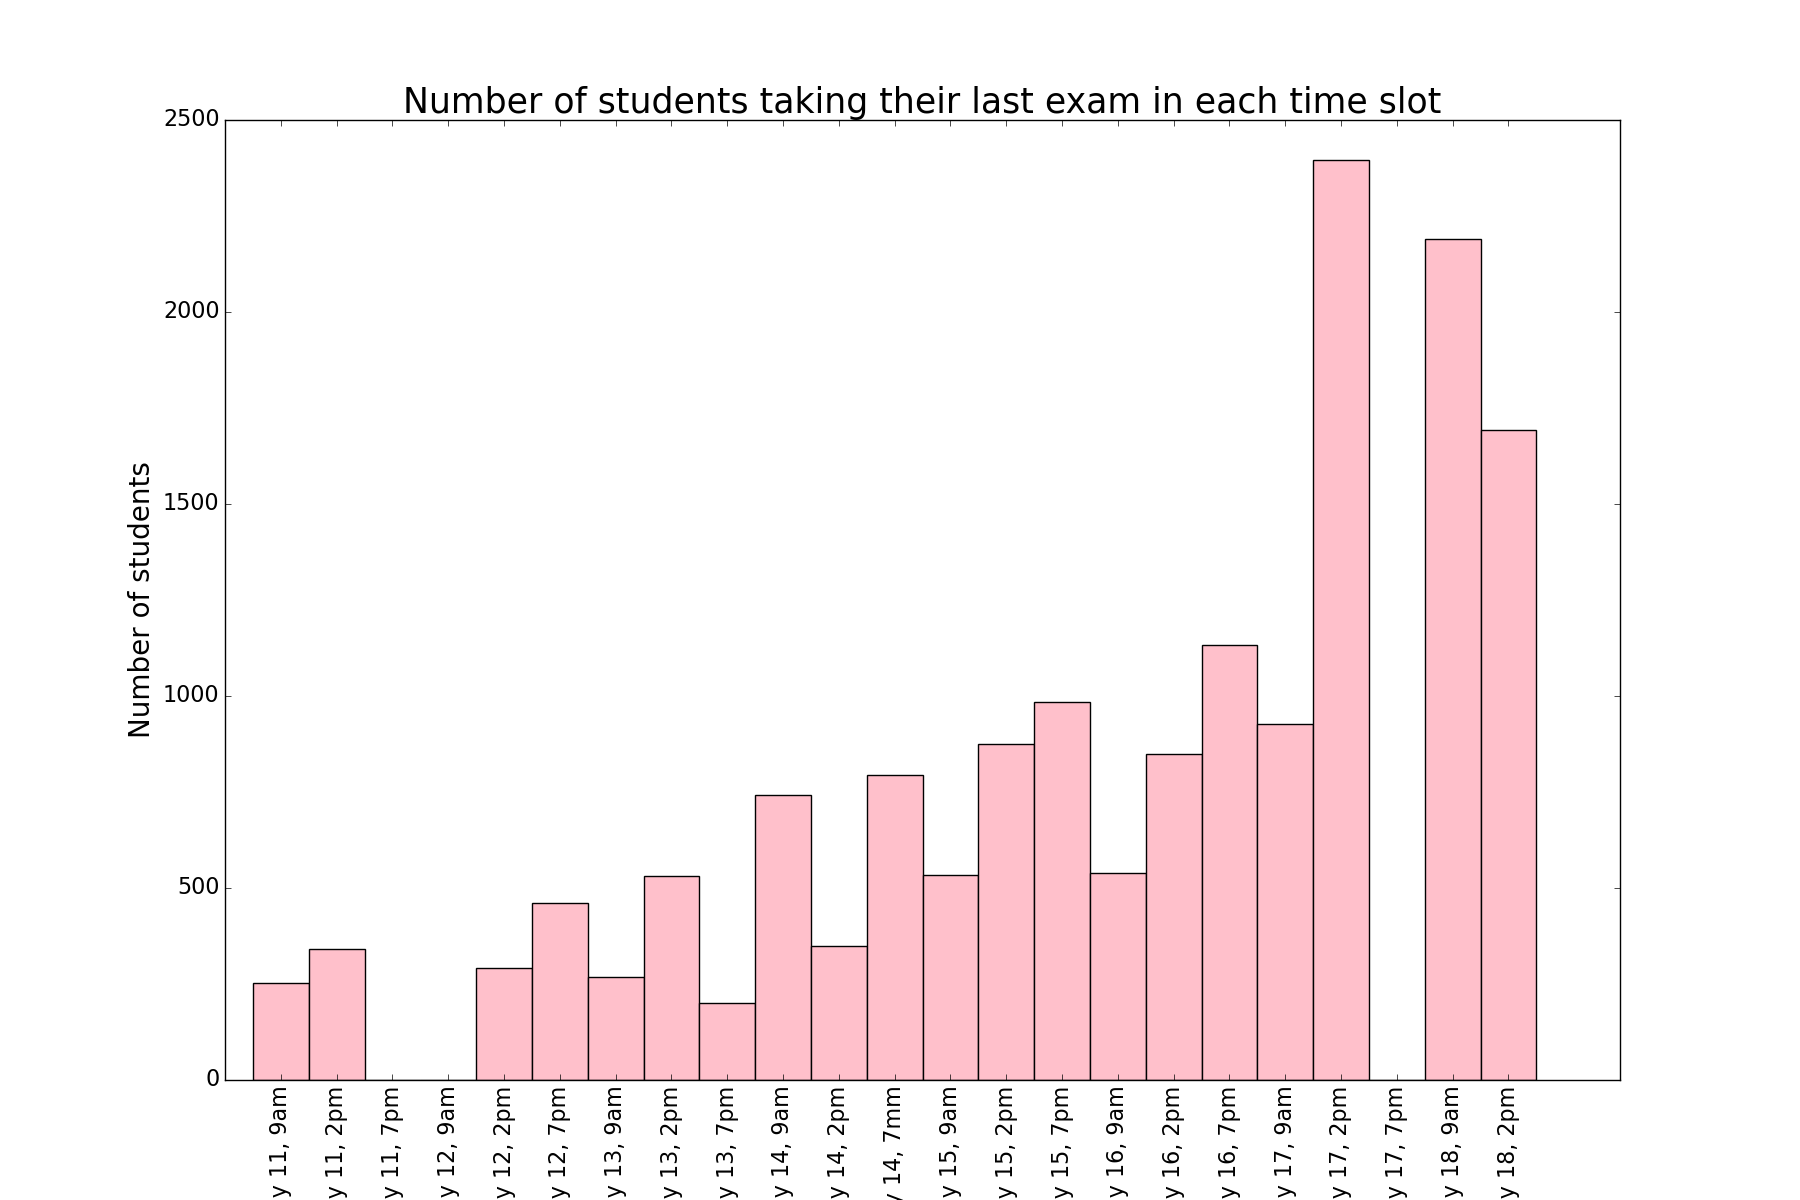 Number of students taking their last exam in each time slot
Number of students
2500
2000
1500
1000
500
0
y 11, 9am
y 11, 2pm
y 11, 7pm
y 12, 9am
y 12, 2pm
y 12, 7pm
y 13, 9am
y 13, 2pm
y 13, 7pm
y 14, 9am
y 14, 2pm
y 14, 7mm
y 15, 9am
y 15, 2pm
y 15, 7pm
y 16, 9am
y 16, 2pm
y 16, 7pm
y 17, 9am
y 17, 2pm
y 17, 7pm
y 18, 9am
y 18, 2pm